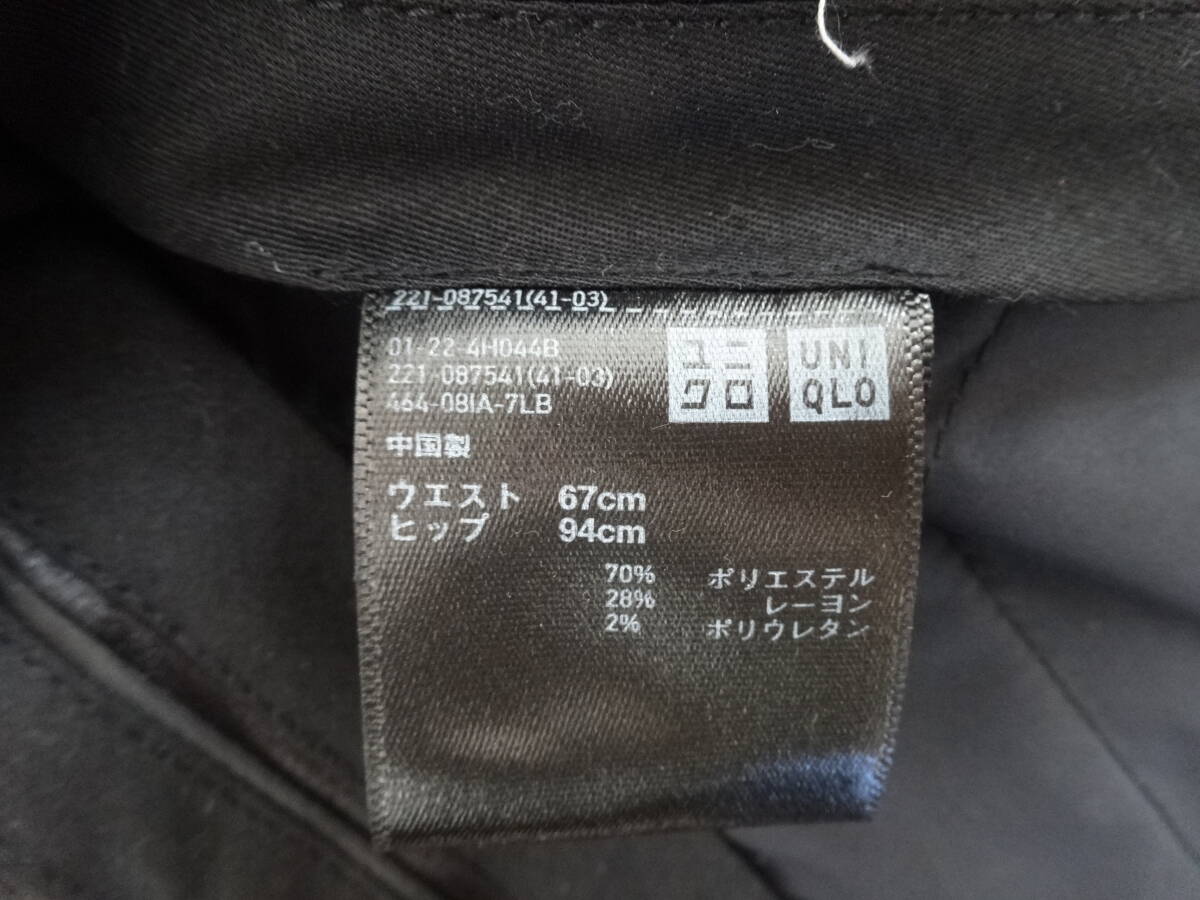 221-087541(41-03)
01-22 4H044B
221-087541(41-03)
464-08IA-7LB
ユニ
クロ
UNI
QLO
中国製
ウエスト 67cm
ヒップ 94cm
70% ポリエステル
28% レーヨン
2% ポリウレタン